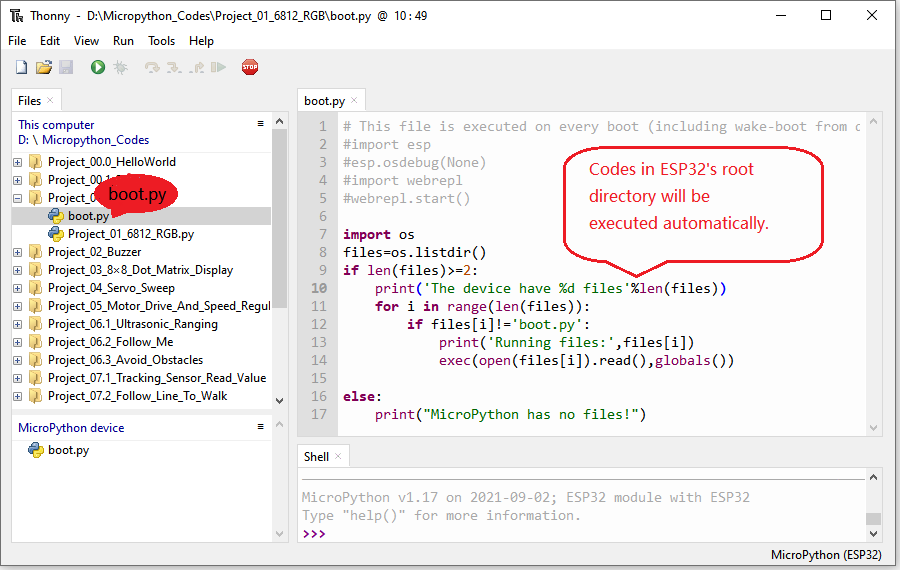 Thonny - D:\Micropython_Codes\Project_01_6812_RGB\boot.py @ 10:49
File Edit View Run Tools Help
STOP
Files
This computer
D: \ Micropython_Codes
Project_00.0_HelloWorld
Project_00.1
Project_0
boot.py
boot.py
Project_01_6812_RGB.py
Project_02_Buzzer
Project_03_8×8_Dot_Matrix_Display
Project_04_Servo_Sweep
Project_05_Motor_Drive_And_Speed_Regul
Project_06.1_Ultrasonic_Ranging
Project_06.2_Follow_Me
Project_06.3_Avoid_Obstacles
Project_07.1_Tracking_Sensor_Read_Value
Project_07.2_Follow_Line_To_Walk
MicroPython device
boot.py
boot.py
1 # This file is executed on every boot (including wake-boot from d
2 #import esp
3 #esp.osdebug(None)
4 #import webrepl
5 #webrepl.start()
6
7 import os
8 files=os.listdir()
9 if len(files)>=2:
10     print('The device have %d files'%len(files))
11     for i in range(len(files)):
12         if files[i]!='boot.py':
13             print('Running files:',files[i])
14             exec(open(files[i]).read(),globals())
15
16 else:
17     print("MicroPython has no files!")
Codes in ESP32's root
directory will be
executed automatically.
Shell
MicroPython v1.17 on 2021-09-02; ESP32 module with ESP32
Type "help()" for more information.
>>>
MicroPython (ESP32)